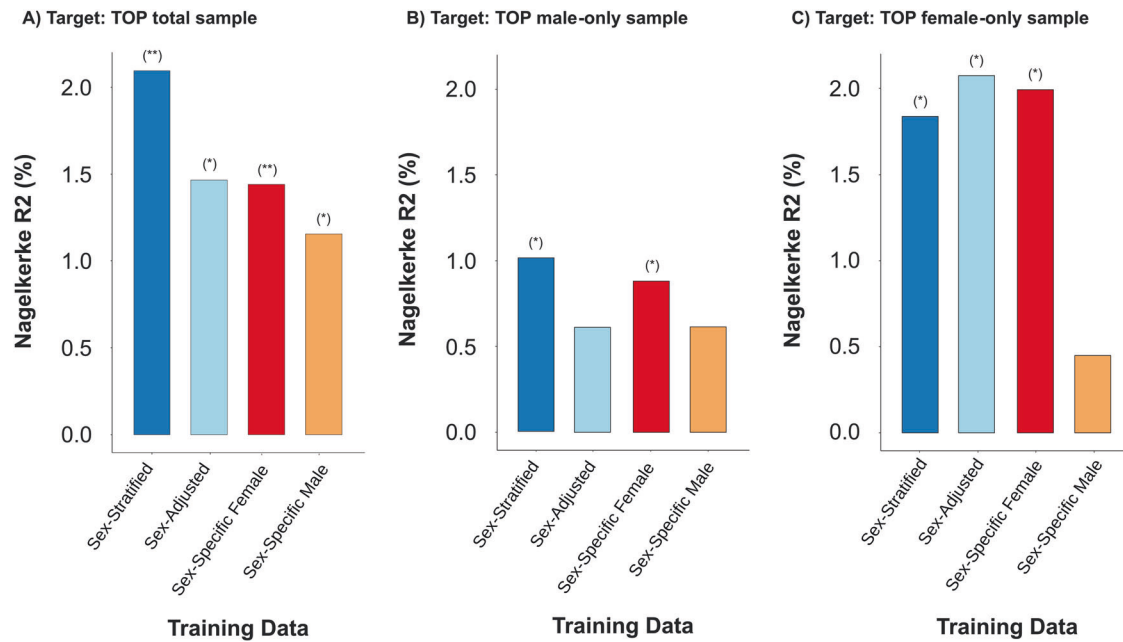 A) Target: TOP total sample
Nagelkerke R2 (%)
2.0
1.5
1.0
0.5
0.0
(**)
(*)
(**)
(*)
Sex-Stratified
Sex-Adjusted
Sex-Specific Female
Sex-Specific Male
Training Data
B) Target: TOP male-only sample
Nagelkerke R2 (%)
2.0
1.5
1.0
0.5
0.0
(*)
(*)
Sex-Stratified
Sex-Adjusted
Sex-Specific Female
Sex-Specific Male
Training Data
C) Target: TOP female-only sample
Nagelkerke R2 (%)
2.0
1.5
1.0
0.5
0.0
(*)
(*)
(*)
Sex-Stratified
Sex-Adjusted
Sex-Specific Female
Sex-Specific Male
Training Data